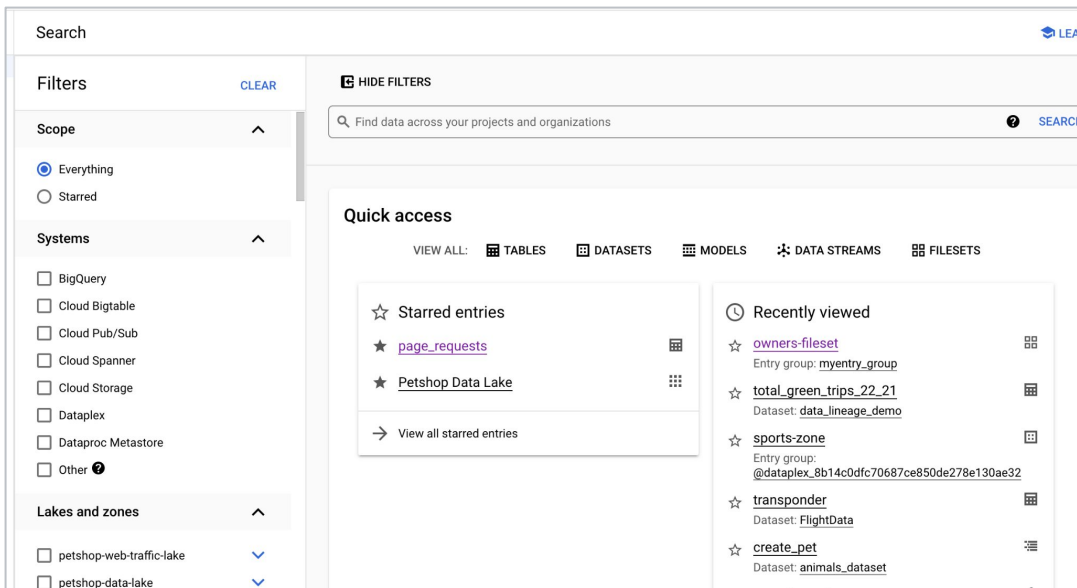 Search
LEA
Filters
CLEAR
HIDE FILTERS
Find data across your projects and organizations
SEARCH
Scope
Everything
Starred
Systems
BigQuery
Cloud Bigtable
Cloud Pub/Sub
Cloud Spanner
Cloud Storage
Dataplex
Dataproc Metastore
Other
Lakes and zones
petshop-web-traffic-lake
petshop-data-lake
Quick access
VIEW ALL: TABLES DATASETS MODELS DATA STREAMS FILESETS
Starred entries
page_requests
Petshop Data Lake
View all starred entries
Recently viewed
owners-fileset
Entry group: myentry_group
total_green_trips_22_21
Dataset: data_lineage_demo
sports-zone
Entry group:
@dataplex_8b14c0dfc70687ce850de278e130ae32
transponder
Dataset: FlightData
create_pet
Dataset: animals_dataset